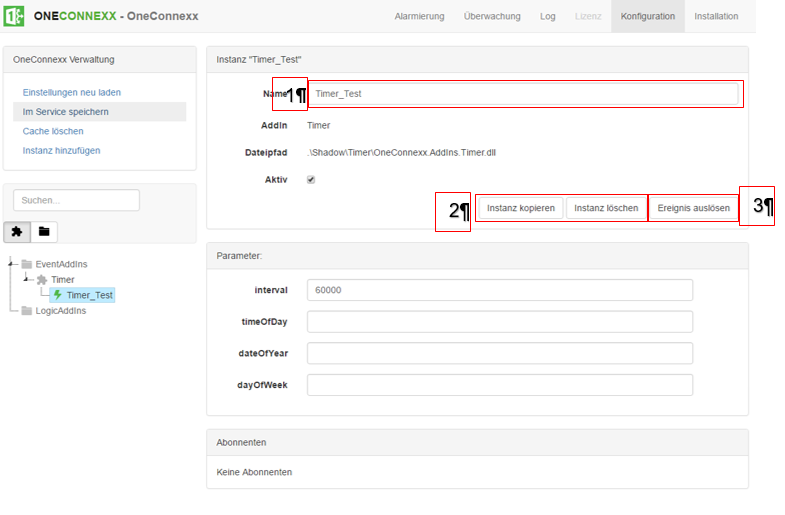 ONECONNEXX - OneConnexx
Alarmierung Überwachung Log Lizenz Konfiguration Installation
OneConnexx Verwaltung
Einstellungen neu laden
Im Service speichern
Cache löschen
Instanz hinzufügen
Suchen...
EventAddIns
Timer
Timer_Test
LogicAddIns
Instanz "Timer_Test"
Name 1¶ Timer_Test
AddIn Timer
Dateipfad .\Shadow\Timer\OneConnexx.AddIns.Timer.dll
Aktiv
2¶ Instanz kopieren Instanz löschen Ereignis auslösen 3¶
Parameter:
interval 60000
timeOfDay
dateOfYear
dayOfWeek
Abonnenten
Keine Abonnenten